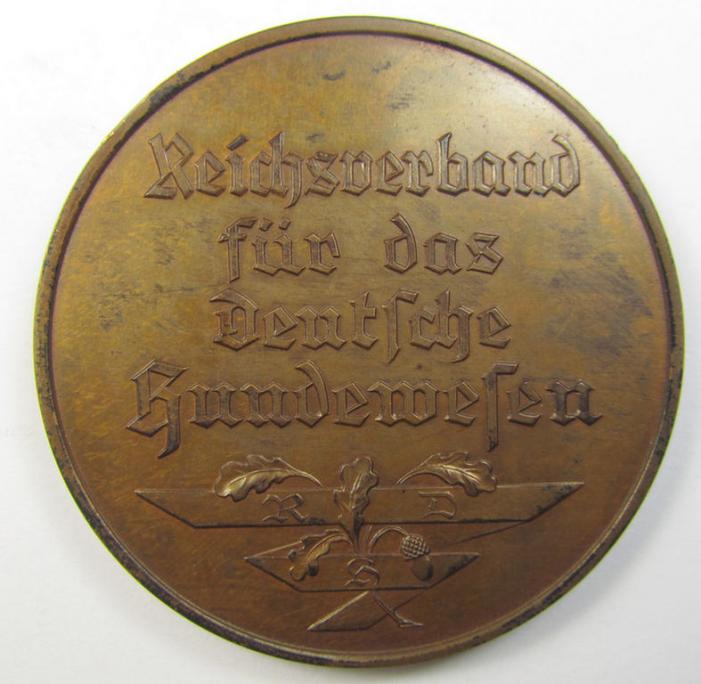 Reichsverband
für das
Deutſche
Hundeweſen
R D
H